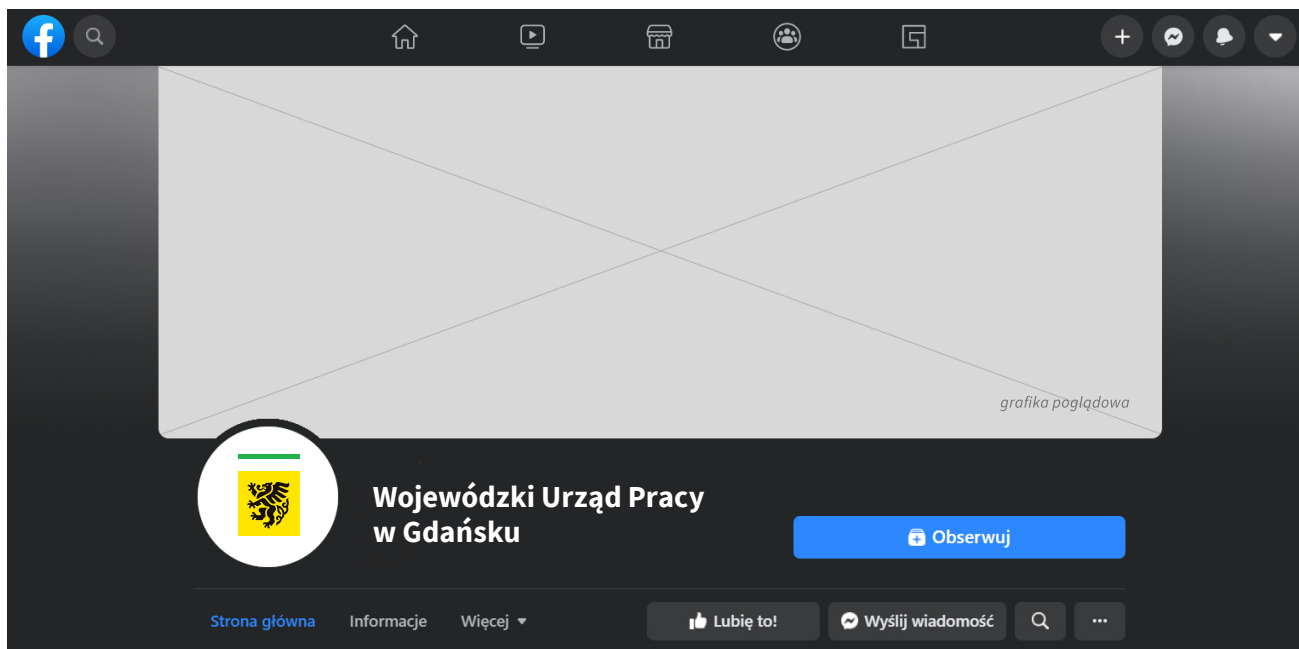 grafika poglądowa
Wojewódzki Urząd Pracy
w Gdańsku
Obserwuj
Strona główna Informacje Więcej Lubię to! Wyślij wiadomość